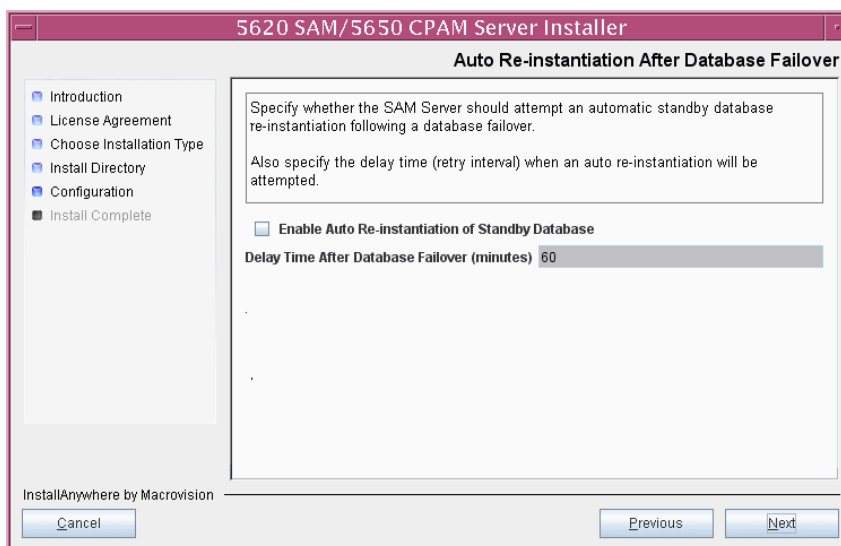 5620 SAM/5650 CPAM Server Installer
Auto Re-instantiation After Database Failover
Introduction
License Agreement
Choose Installation Type
Install Directory
Configuration
Install Complete
Specify whether the SAM Server should attempt an automatic standby database
re-instantiation following a database failover.
Also specify the delay time (retry interval) when an auto re-instantiation will be
attempted.
Enable Auto Re-instantiation of Standby Database
Delay Time After Database Failover (minutes) 60
InstallAnywhere by Macrovision
Cancel
Previous
Next